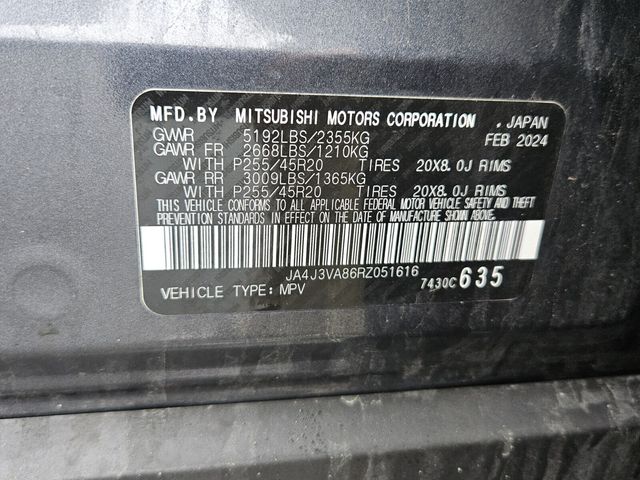 MFD.BY MITSUBISHI MOTORS CORPORATION . JAPAN
GVWR 5192LBS/2355KG FEB 2024
GAWR FR 2668LBS/1210KG
WITH P255/45R20 TIRES 20X8.0J RIMS
GAWR RR 3009LBS/1365KG
WITH P255/45R20 TIRES 20X8.0J RIMS
THIS VEHICLE CONFORMS TO ALL APPLICABLE FEDERAL MOTOR VEHICLE SAFETY AND THEFT
PREVENTION STANDARDS IN EFFECT ON THE DATE OF MANUFACTURE SHOWN ABOVE.
JA4J3VA86RZ051616
VEHICLE TYPE: MPV 7430C 635